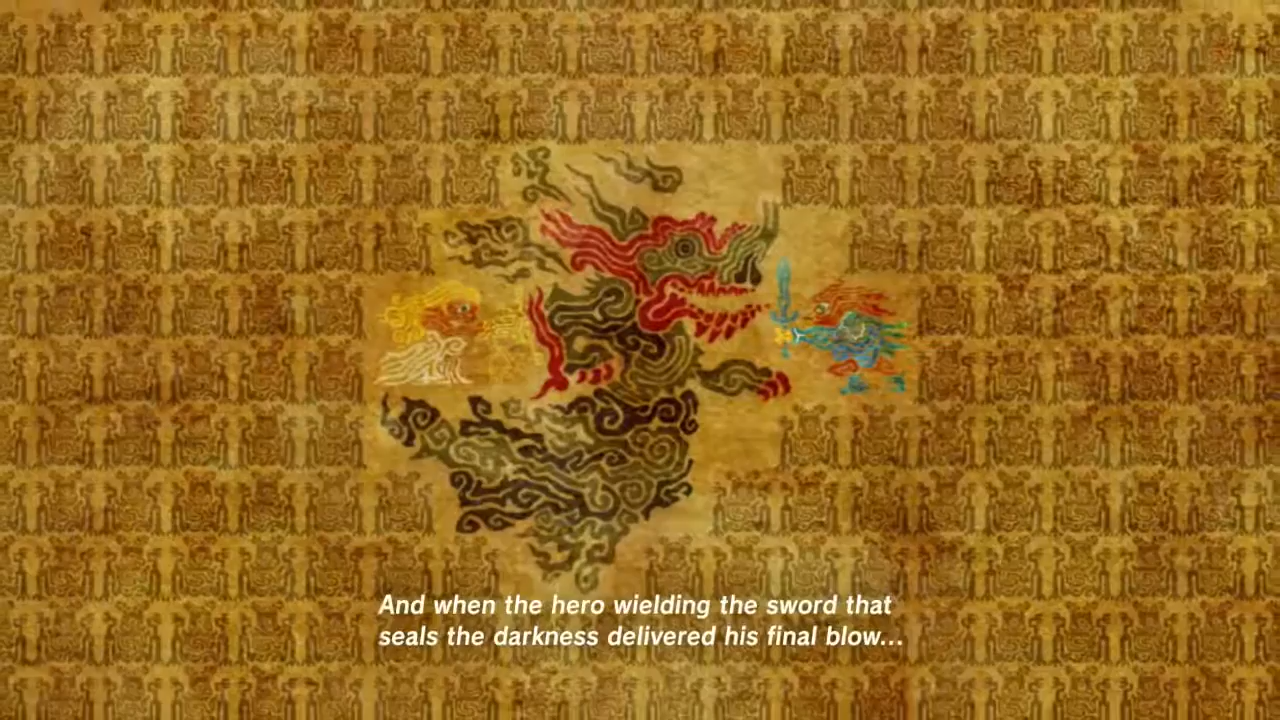 And when the hero wielding the sword that
seals the darkness delivered his final blow...